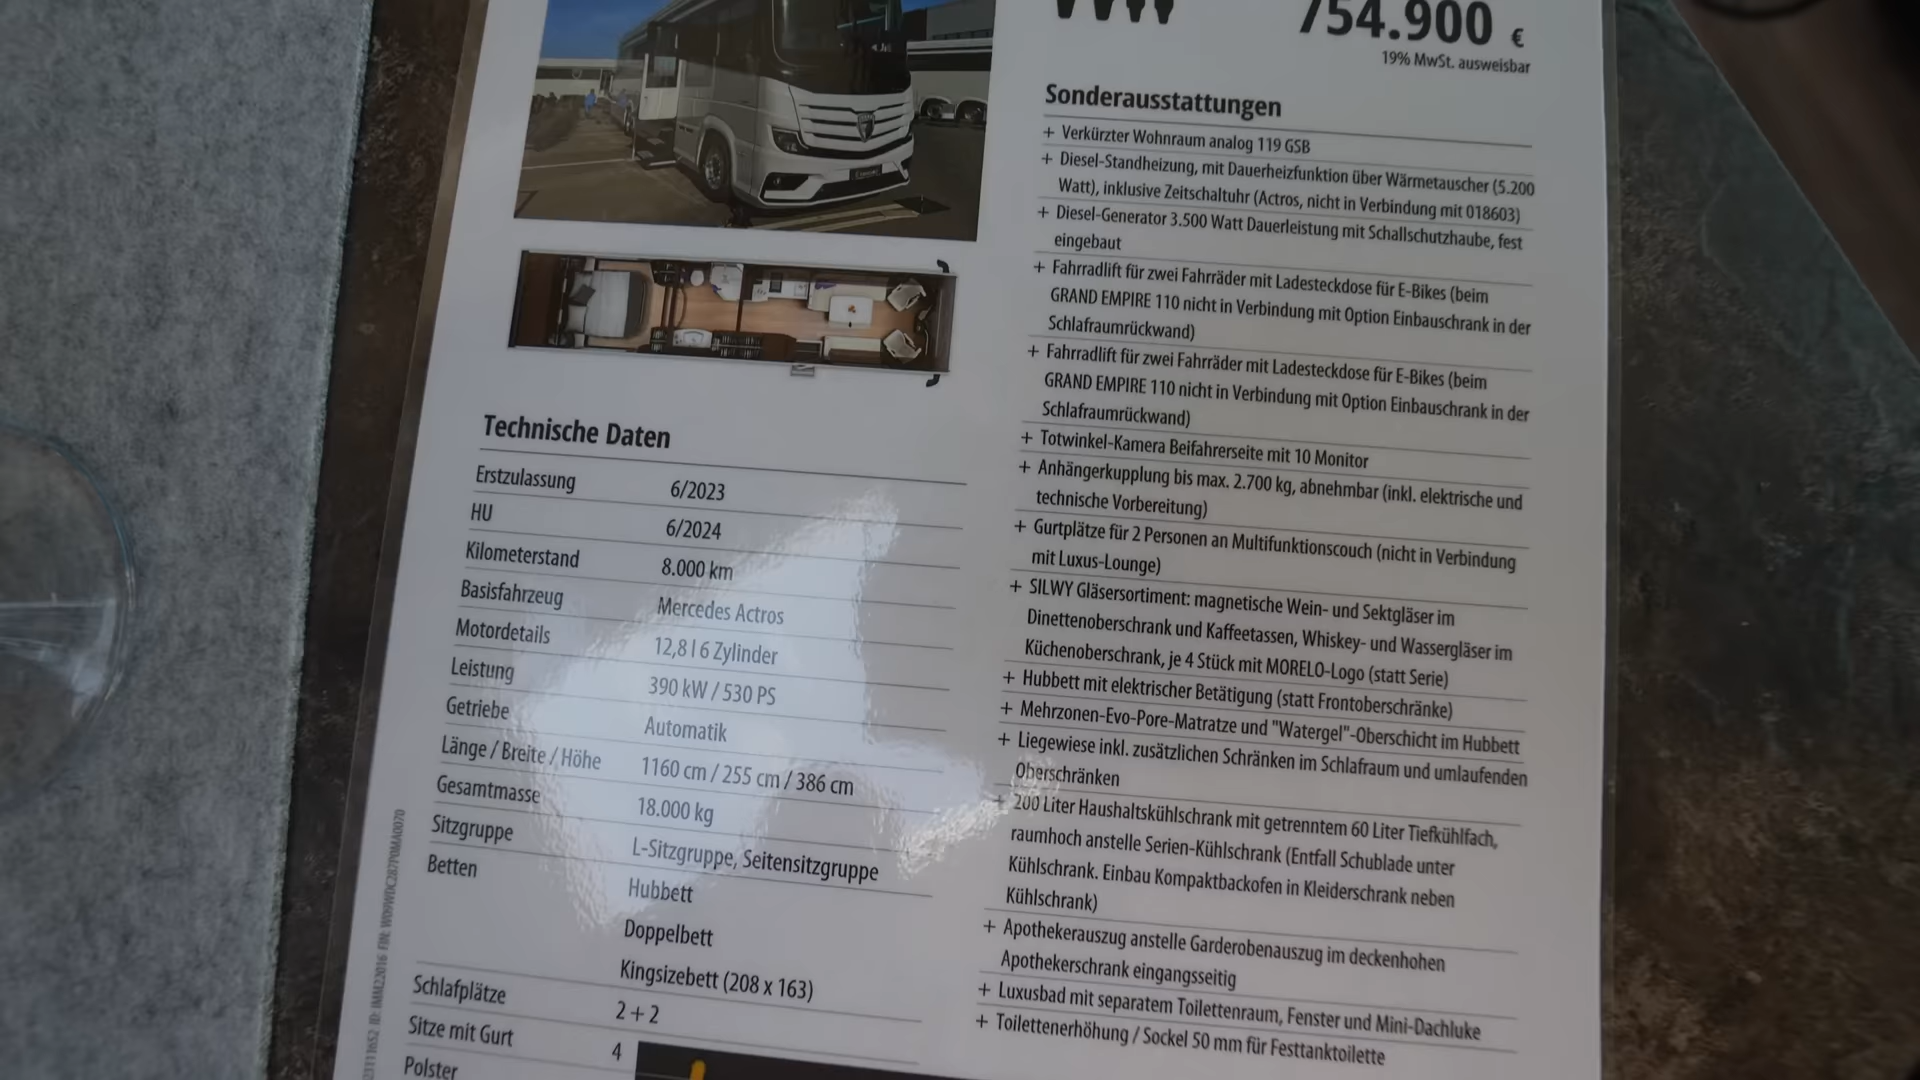 754.900 €
19% MwSt. ausweisbar
Sonderausstattungen
+ Verkürzter Wohnraum analog 119 GSB
+ Diesel-Standheizung, mit Dauerheizfunktion über Wärmetauscher (5.200
Watt), inklusive Zeitschaltuhr (Actros, nicht in Verbindung mit 018603)
+ Diesel-Generator 3.500 Watt Dauerleistung mit Schallschutzhaube, fest
eingebaut
+ Fahrradlift für zwei Fahrräder mit Ladesteckdose für E-Bikes (beim
GRAND EMPIRE 110 nicht in Verbindung mit Option Einbauschrank in der
Schlafraumrückwand)
+ Fahrradlift für zwei Fahrräder mit Ladesteckdose für E-Bikes (beim
GRAND EMPIRE 110 nicht in Verbindung mit Option Einbauschrank in der
Schlafraumrückwand)
+ Totwinkel-Kamera Beifahrerseite mit 10 Monitor
+ Anhängerkupplung bis max. 2.700 kg, abnehmbar (inkl. elektrische und
technische Vorbereitung)
+ Gurtplätze für 2 Personen an Multifunktionscouch (nicht in Verbindung
mit Luxus-Lounge)
+ SILWY Gläsersortiment: magnetische Wein- und Sektgläser im
Dinettenoberschrank und Kaffeetassen, Whiskey- und Wassergläser im
Küchenoberschrank, je 4 Stück mit MORELO-Logo (statt Serie)
+ Hubbett mit elektrischer Betätigung (statt Frontoberschränke)
+ Mehrzonen-Evo-Pore-Matratze und "Watergel"-Oberschicht im Hubbett
+ Liegewiese inkl. zusätzlichen Schränken im Schlafraum und umlaufenden
Oberschränken
+ 200 Liter Haushaltskühlschrank mit getrenntem 60 Liter Tiefkühlfach,
raumhoch anstelle Serien-Kühlschrank (Entfall Schublade unter
Kühlschrank. Einbau Kompaktbackofen in Kleiderschrank neben
Kühlschrank)
+ Apothekerauszug anstelle Garderobenauszug im deckenhohen
Apothekerschrank eingangsseitig
+ Luxusbad mit separatem Toilettenraum, Fenster und Mini-Dachluke
+ Toilettenerhöhung / Sockel 50 mm für Festtanktoilette
Technische Daten
Erstzulassung 6/2023
HU 6/2024
Kilometerstand 8.000 km
Basisfahrzeug Mercedes Actros
Motordetails 12,8 l 6 Zylinder
Leistung 390 kW / 530 PS
Getriebe Automatik
Länge / Breite / Höhe 1160 cm / 255 cm / 386 cm
Gesamtmasse 18.000 kg
Sitzgruppe L-Sitzgruppe, Seitensitzgruppe
Betten Hubbett
Doppelbett
Kingsizebett (208 x 163)
Schlafplätze 2 + 2
Sitze mit Gurt 4
Polster
23111652 ID: IMM22016 FIN: W09WDC287P0MA0070